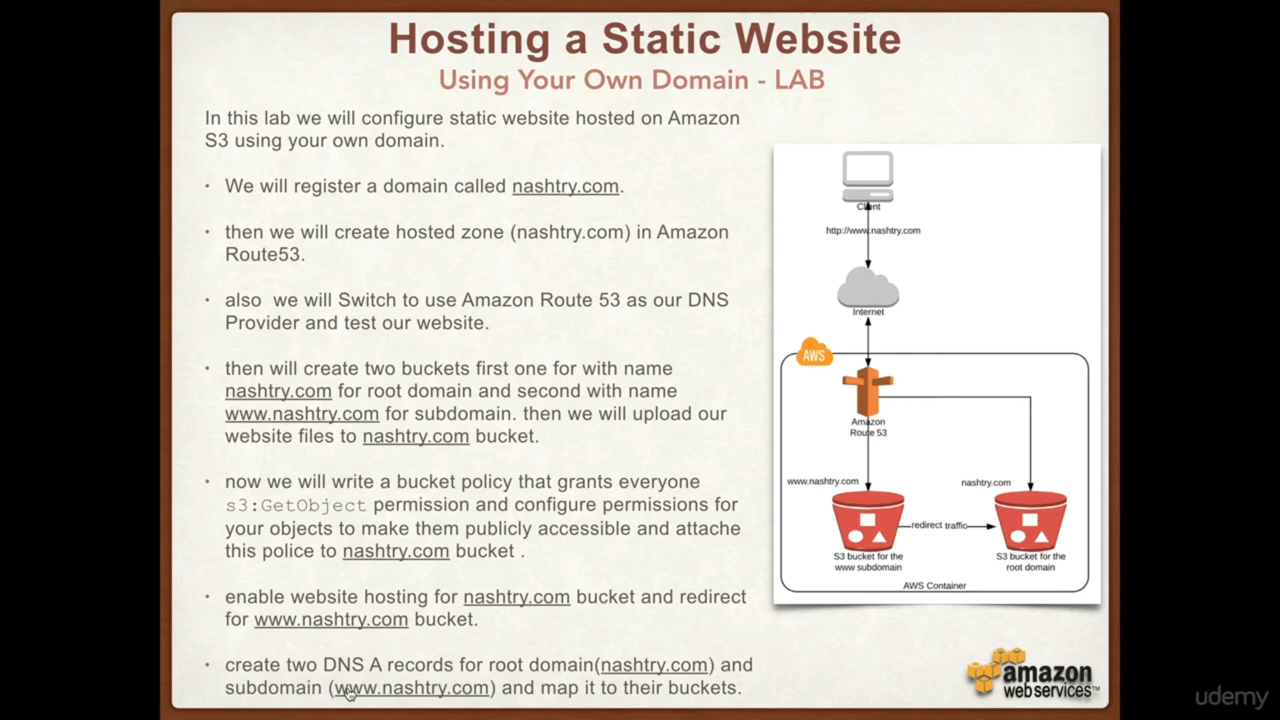 Hosting a Static Website
Using Your Own Domain - LAB
In this lab we will configure static website hosted on Amazon
S3 using your own domain.
· We will register a domain called nashtry.com.
· then we will create hosted zone (nashtry.com) in Amazon
Route53.
· also we will Switch to use Amazon Route 53 as our DNS
Provider and test our website.
· then will create two buckets first one for with name
nashtry.com for root domain and second with name
www.nashtry.com for subdomain. then we will upload our
website files to nashtry.com bucket.
· now we will write a bucket policy that grants everyone
s3:GetObject permission and configure permissions for
your objects to make them publicly accessible and attache
this police to nashtry.com bucket .
· enable website hosting for nashtry.com bucket and redirect
for www.nashtry.com bucket.
· create two DNS A records for root domain(nashtry.com) and
subdomain (www.nashtry.com) and map it to their buckets.
Client
http://www.nashtry.com
Internet
AWS
Amazon
Route 53
www.nashtry.com
nashtry.com
redirect traffic
S3 bucket for the
www subdomain
S3 bucket for the
root domain
AWS Container
amazon
web services™
udemy